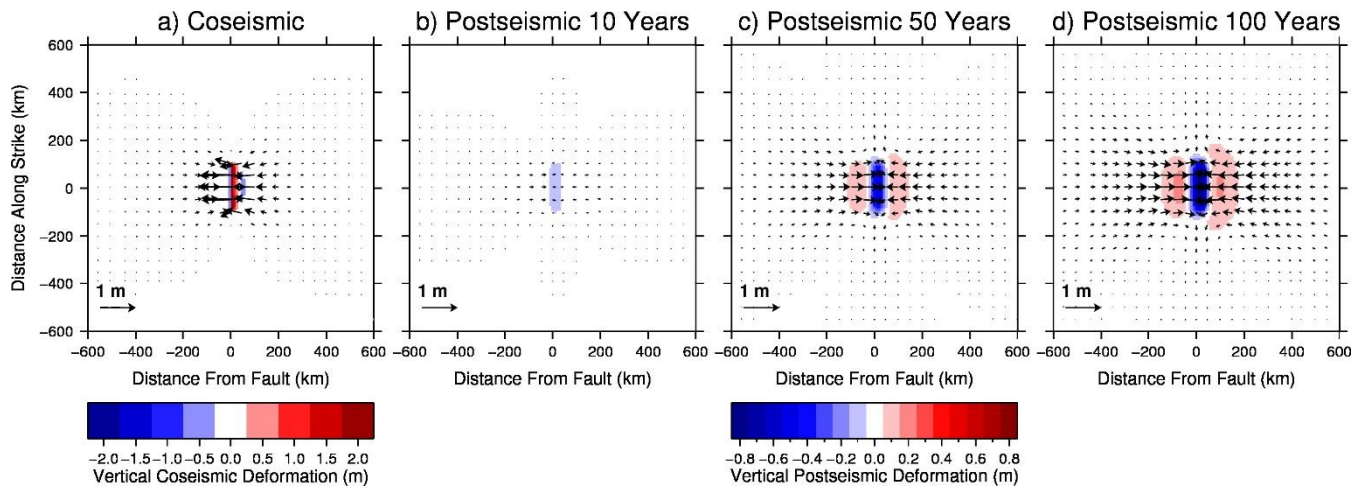 a) Coseismic
b) Postseismic 10 Years
c) Postseismic 50 Years
d) Postseismic 100 Years
Distance Along Strike (km)
600
400
200
0
−200
−400
−600
1 m
1 m
1 m
1 m
−600 −400 −200 0 200 400 600
−600 −400 −200 0 200 400 600
−600 −400 −200 0 200 400 600
−600 −400 −200 0 200 400 600
Distance From Fault (km)
Distance From Fault (km)
Distance From Fault (km)
Distance From Fault (km)
−2.0 −1.5 −1.0 −0.5 0.0 0.5 1.0 1.5 2.0
Vertical Coseismic Deformation (m)
−0.8 −0.6 −0.4 −0.2 0.0 0.2 0.4 0.6 0.8
Vertical Postseismic Deformation (m)